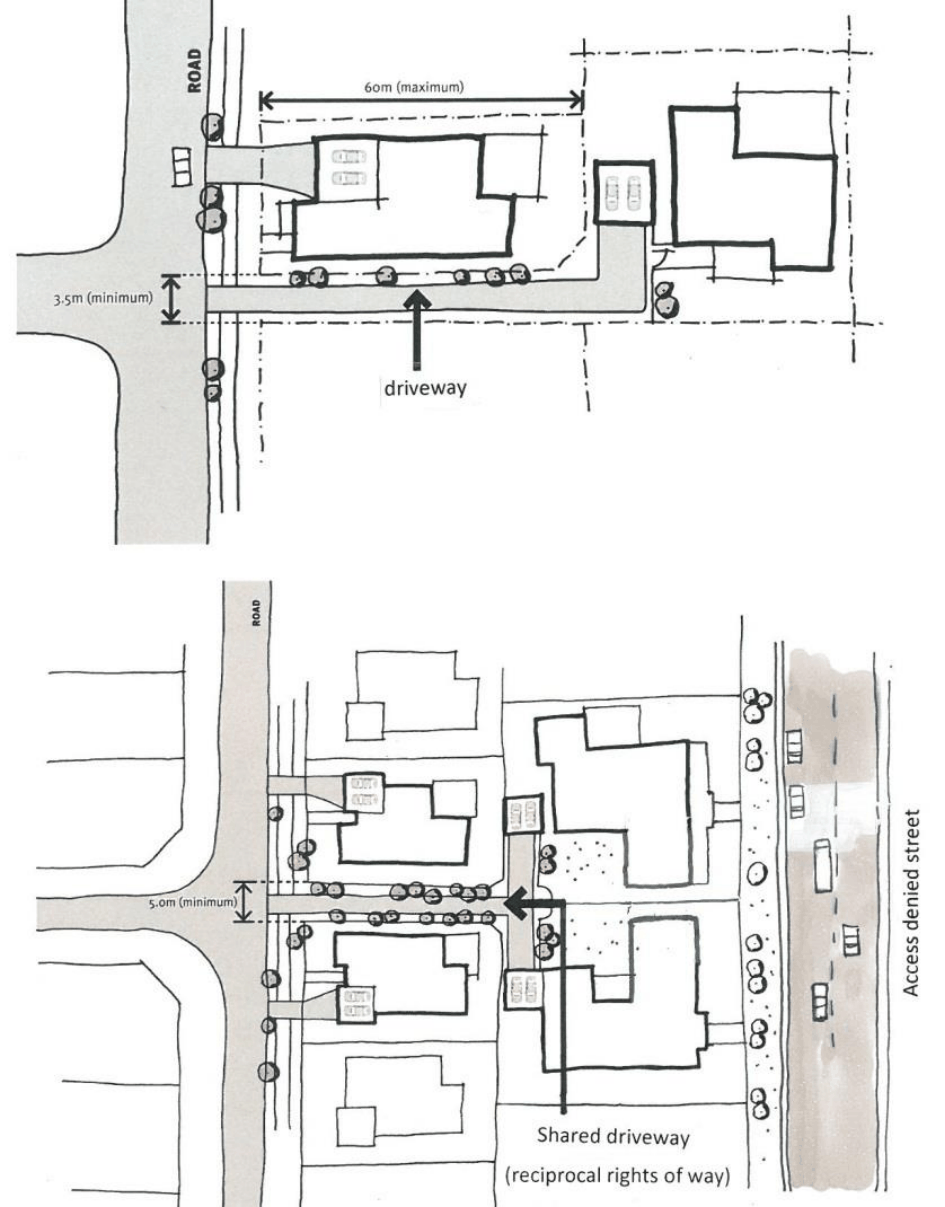 ROAD
60m (maximum)
3.5m (minimum)
driveway
ROAD
5.0m (minimum)
Access denied street
Shared driveway
(reciprocal rights of way)